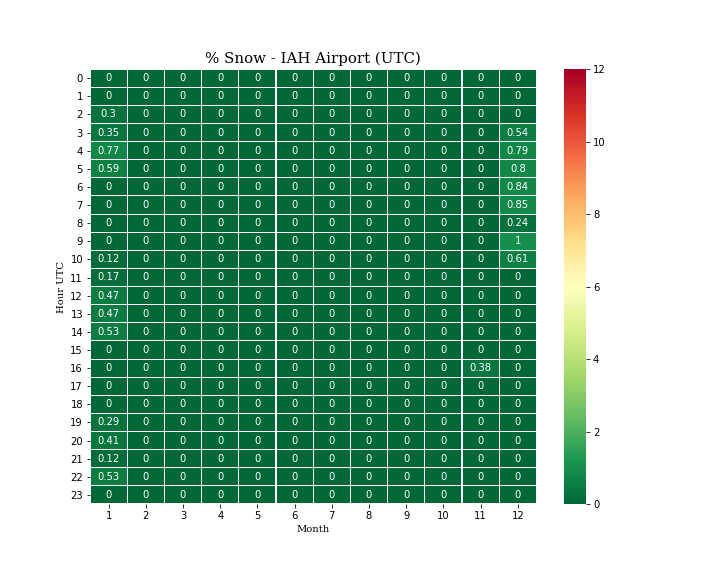 % Snow - IAH Airport (UTC)
0 0 0 0 0 0 0 0 0 0 0 0 0
1 0 0 0 0 0 0 0 0 0 0 0 0
2 0.3 0 0 0 0 0 0 0 0 0 0 0
3 0.35 0 0 0 0 0 0 0 0 0 0 0.54
4 0.77 0 0 0 0 0 0 0 0 0 0 0.79
5 0.59 0 0 0 0 0 0 0 0 0 0 0.8
6 0 0 0 0 0 0 0 0 0 0 0 0.84
7 0 0 0 0 0 0 0 0 0 0 0 0.85
8 0 0 0 0 0 0 0 0 0 0 0 0.24
9 0 0 0 0 0 0 0 0 0 0 0 1
10 0.12 0 0 0 0 0 0 0 0 0 0 0.61
11 0.17 0 0 0 0 0 0 0 0 0 0 0
12 0.47 0 0 0 0 0 0 0 0 0 0 0
13 0.47 0 0 0 0 0 0 0 0 0 0 0
14 0.53 0 0 0 0 0 0 0 0 0 0 0
15 0 0 0 0 0 0 0 0 0 0 0 0
16 0 0 0 0 0 0 0 0 0 0 0.38 0
17 0 0 0 0 0 0 0 0 0 0 0 0
18 0 0 0 0 0 0 0 0 0 0 0 0
19 0.29 0 0 0 0 0 0 0 0 0 0 0
20 0.41 0 0 0 0 0 0 0 0 0 0 0
21 0.12 0 0 0 0 0 0 0 0 0 0 0
22 0.53 0 0 0 0 0 0 0 0 0 0 0
23 0 0 0 0 0 0 0 0 0 0 0 0
1 2 3 4 5 6 7 8 9 10 11 12
Month
Hour UTC
12
10
8
6
4
2
0